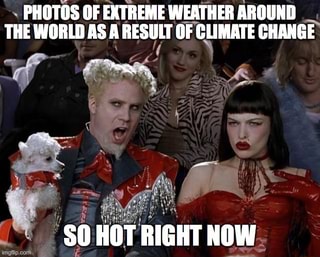 PHOTOS OF EXTREME WEATHER AROUND
THE WORLD AS A RESULT OF CLIMATE CHANGE
SO HOT RIGHT NOW
imgflip.com